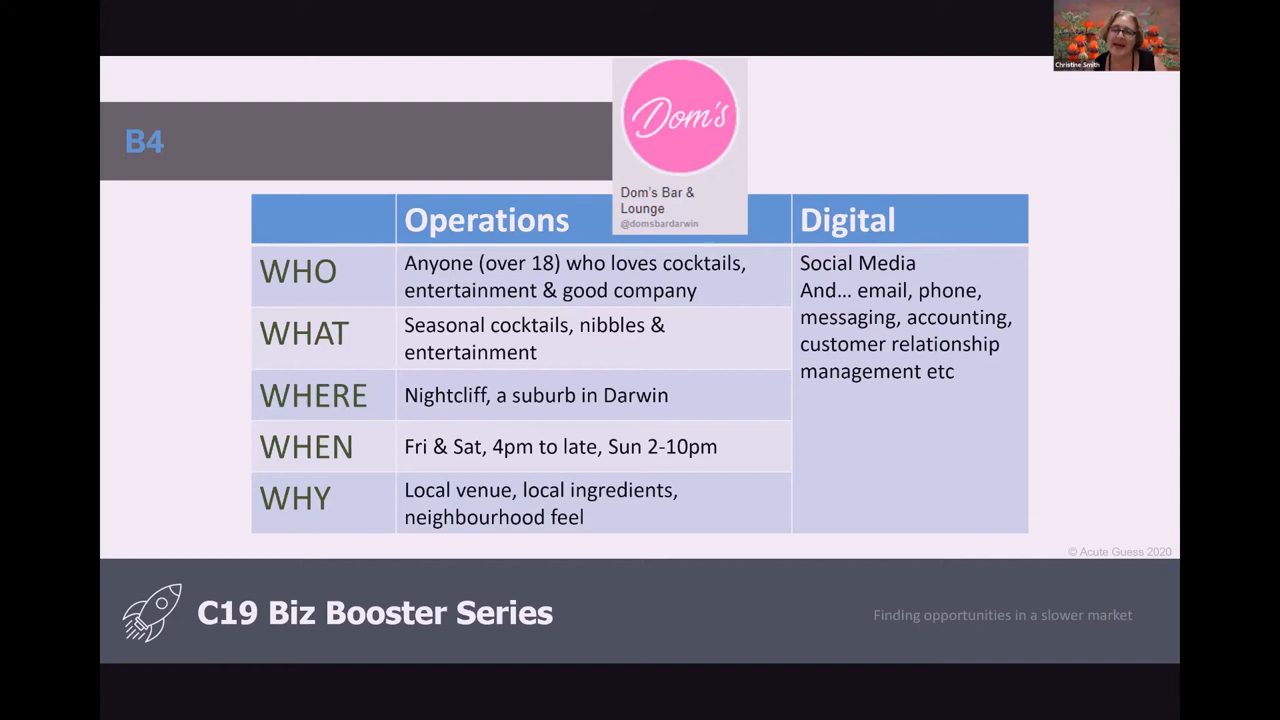 Christine Smith
B4
Dom's
Dom's Bar &
Lounge
@domsbardarwin
Operations
Digital
WHO
Anyone (over 18) who loves cocktails,
entertainment & good company
Social Media
And... email, phone,
messaging, accounting,
customer relationship
management etc
WHAT
Seasonal cocktails, nibbles &
entertainment
WHERE
Nightcliff, a suburb in Darwin
WHEN
Fri & Sat, 4pm to late, Sun 2-10pm
WHY
Local venue, local ingredients,
neighbourhood feel
© Acute Guess 2020
C19 Biz Booster Series
Finding opportunities in a slower market